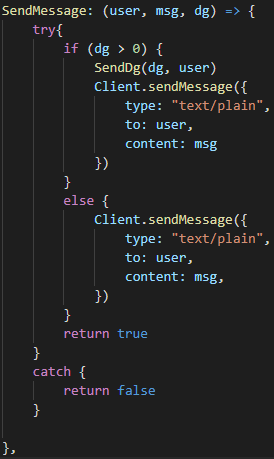 SendMessage: (user, msg, dg) => {
    try{
        if (dg > 0) {
            SendDg(dg, user)
            Client.sendMessage({
                type: "text/plain",
                to: user,
                content: msg
            })
        }
        else {
            Client.sendMessage({
                type: "text/plain",
                to: user,
                content: msg,
            })
        }
        return true
    }
    catch {
        return false
    }

},